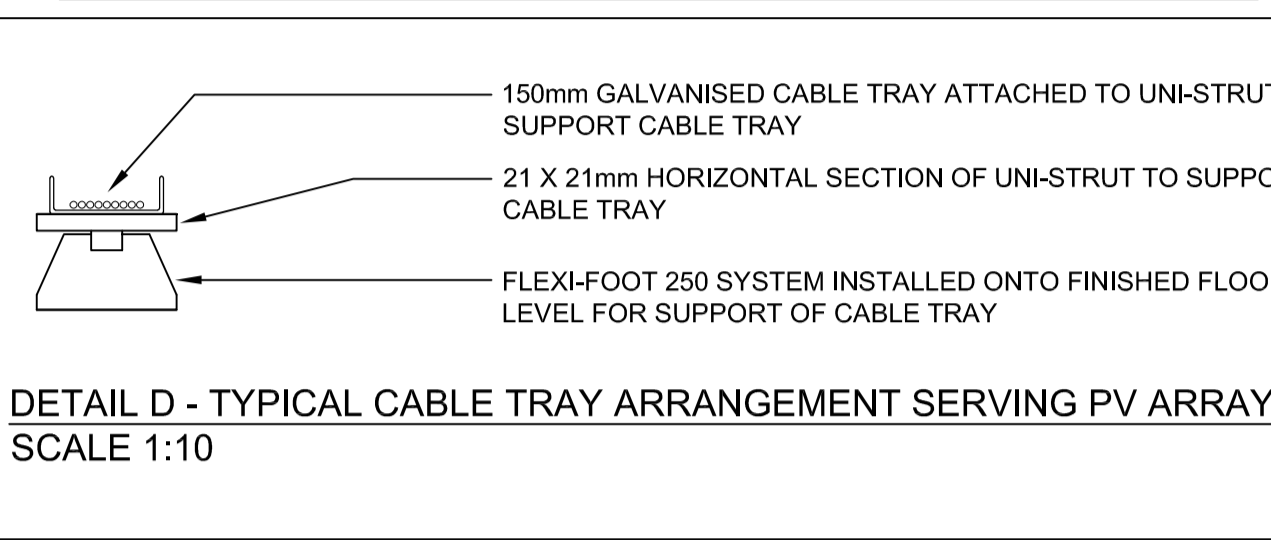 150mm GALVANISED CABLE TRAY ATTACHED TO UNI-STRUT
SUPPORT CABLE TRAY
21 X 21mm HORIZONTAL SECTION OF UNI-STRUT TO SUPPO
CABLE TRAY
FLEXI-FOOT 250 SYSTEM INSTALLED ONTO FINISHED FLOO
LEVEL FOR SUPPORT OF CABLE TRAY
DETAIL D - TYPICAL CABLE TRAY ARRANGEMENT SERVING PV ARRAY
SCALE 1:10